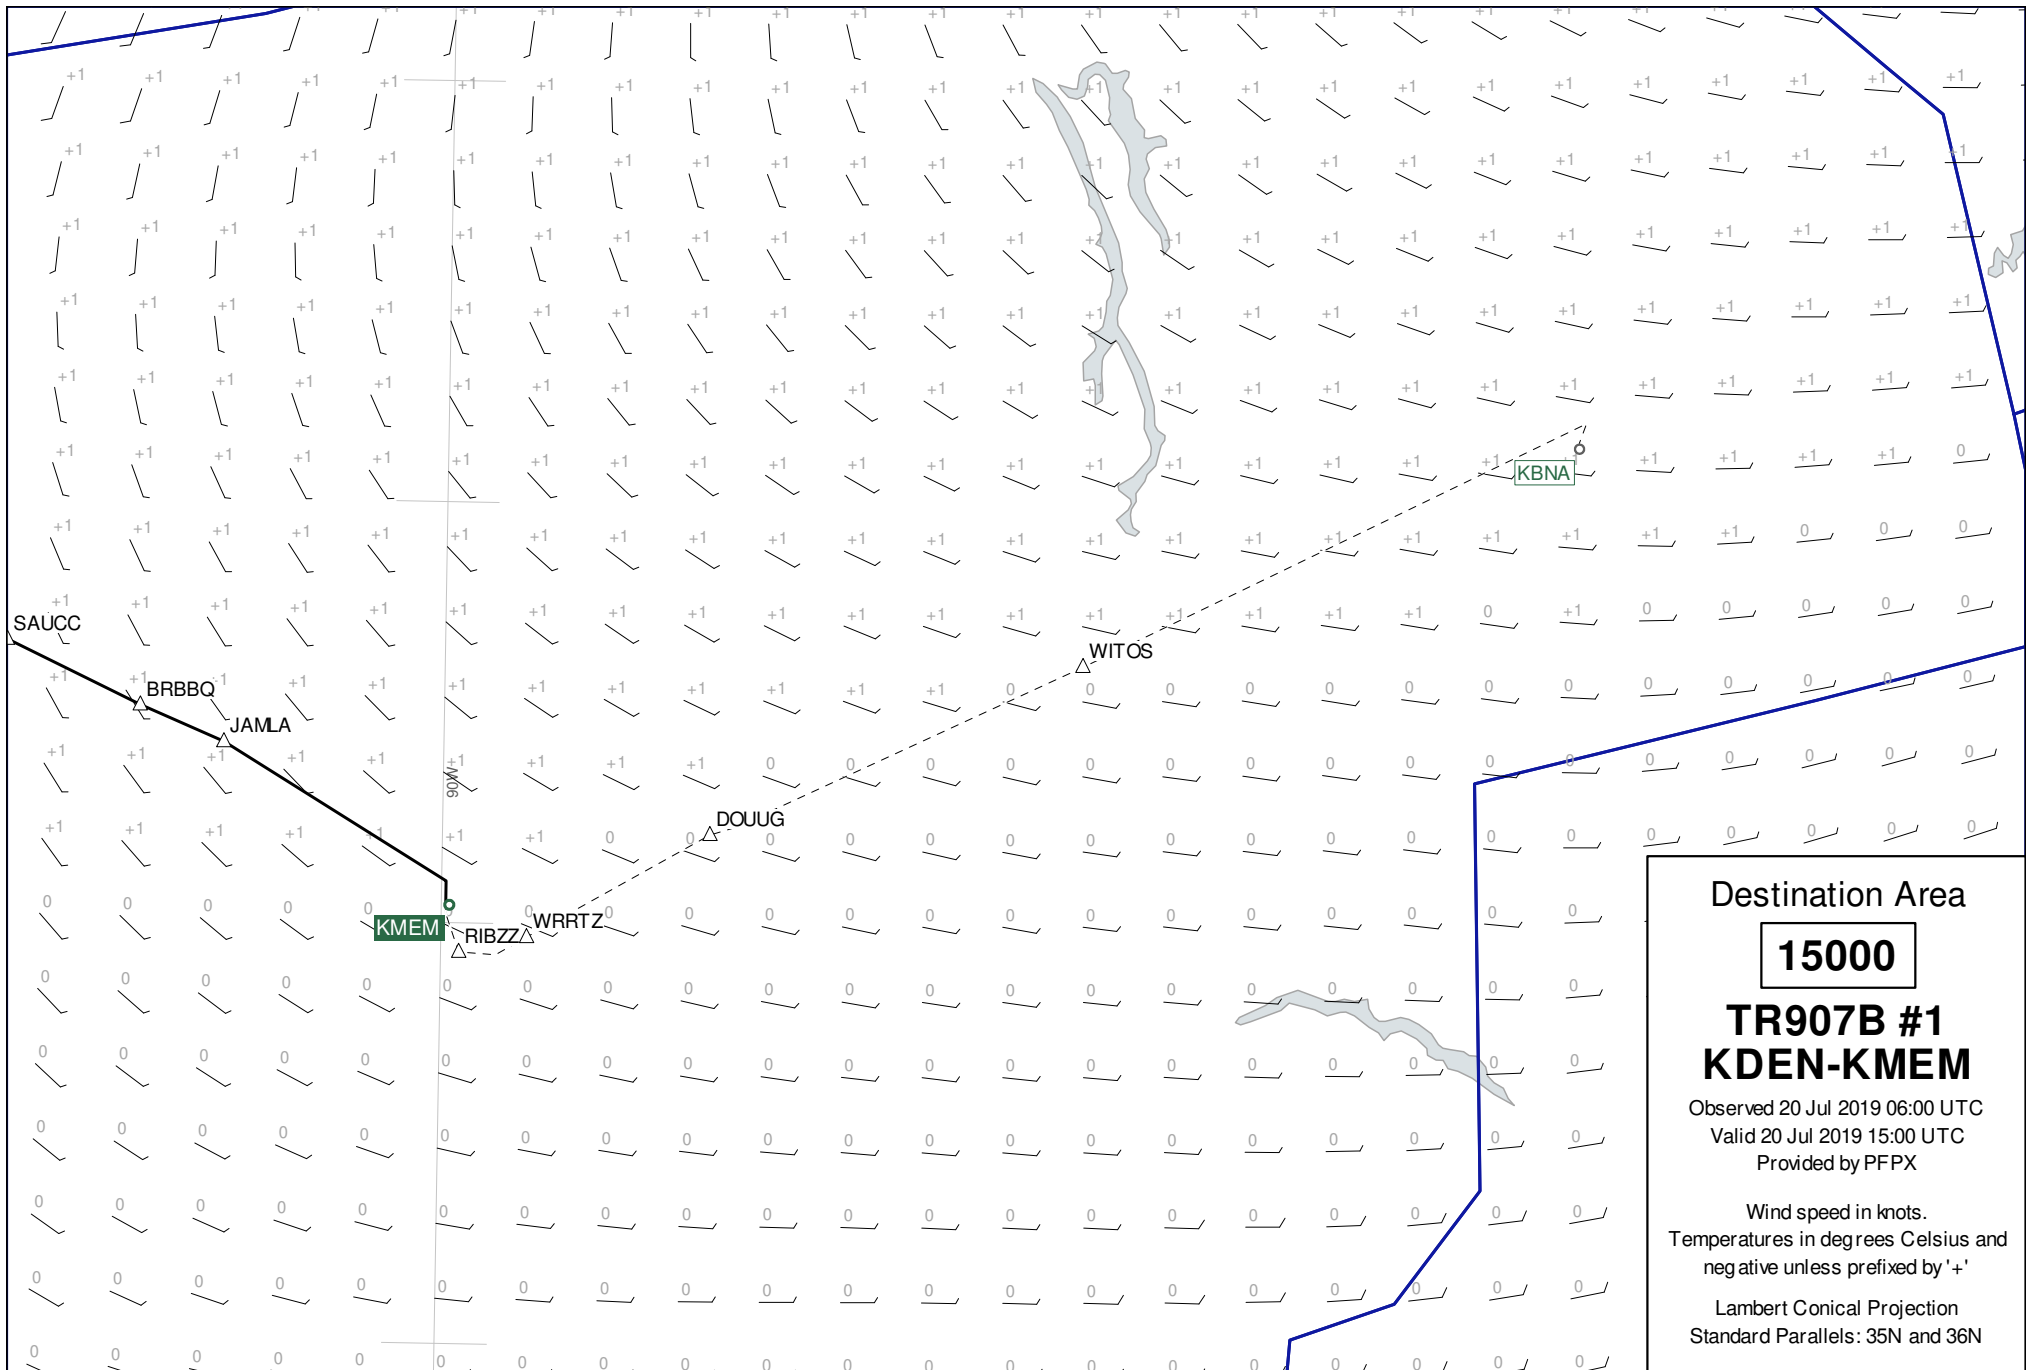 SAUCC
BRBBQ
JAMLA
WITOS
KBNA
90W
DOUUG
WRRTZ
RIBZZ
KMEM
Destination Area
15000
TR907B #1
KDEN-KMEM
Observed 20 Jul 2019 06:00 UTC
Valid 20 Jul 2019 15:00 UTC
Provided by PFPX
Wind speed in knots.
Temperatures in degrees Celsius and
negative unless prefixed by '+'
Lambert Conical Projection
Standard Parallels: 35N and 36N